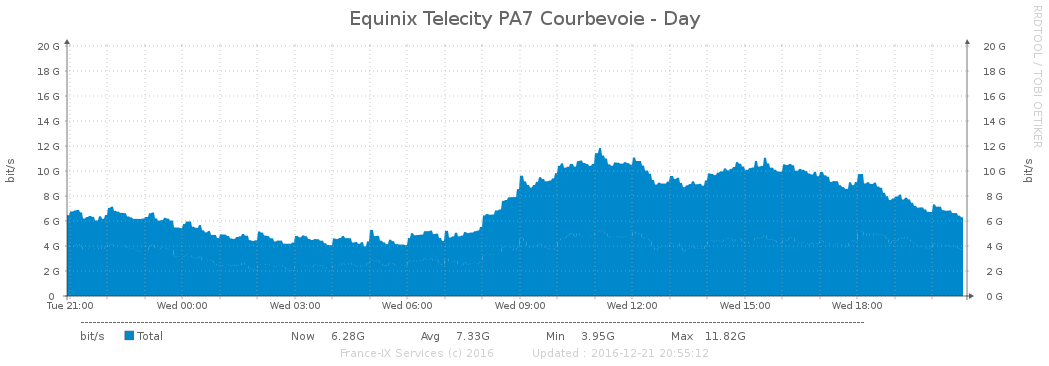 Equinix Telecity PA7 Courbevoie - Day
RRDTOOL / TOBI OETIKER
bit/s
20 G 20 G
18 G 18 G
16 G 16 G
14 G 14 G
12 G 12 G
10 G 10 G
8 G 8 G
6 G 6 G
4 G 4 G
2 G 2 G
0 0 G
bit/s
Tue 21:00 Wed 00:00 Wed 03:00 Wed 06:00 Wed 09:00 Wed 12:00 Wed 15:00 Wed 18:00
bit/s Total Now 6.28G Avg 7.33G Min 3.95G Max 11.82G
France-IX Services (c) 2016 Updated : 2016-12-21 20:55:12